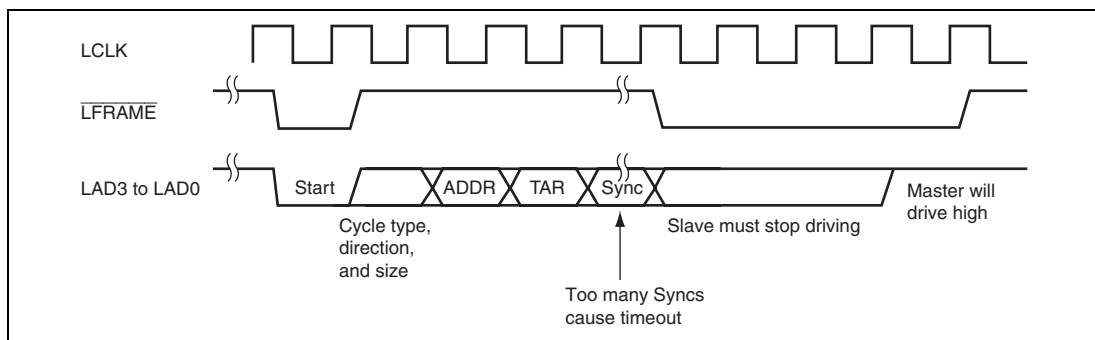 LCLK
LFRAME
LAD3 to LAD0
Start
ADDR
TAR
Sync
Cycle type,
direction,
and size
Slave must stop driving
Master will
drive high
Too many Syncs
cause timeout